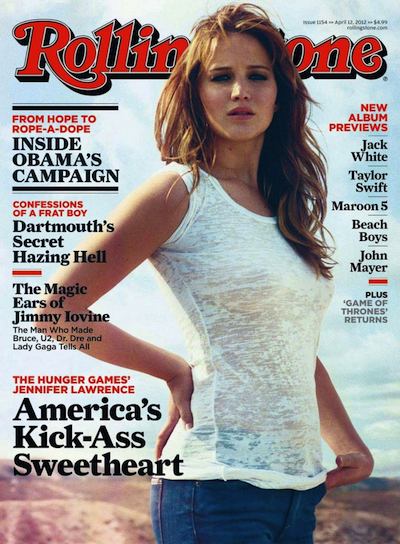 Issue 1154 →→ April 12, 2012 →→ $4.99
rollingstone.com
Rolling Stone
FROM HOPE TO
ROPE-A-DOPE
INSIDE
OBAMA'S
CAMPAIGN
CONFESSIONS
OF A FRAT BOY
Dartmouth's
Secret
Hazing Hell
The Magic
Ears of
Jimmy Iovine
The Man Who Made
Bruce, U2, Dr. Dre and
Lady Gaga Tells All
THE HUNGER GAMES'
JENNIFER LAWRENCE
America's
Kick-Ass
Sweetheart
NEW
ALBUM
PREVIEWS
Jack
White
Taylor
Swift
Maroon 5
Beach
Boys
John
Mayer
PLUS
'GAME OF
THRONES'
RETURNS